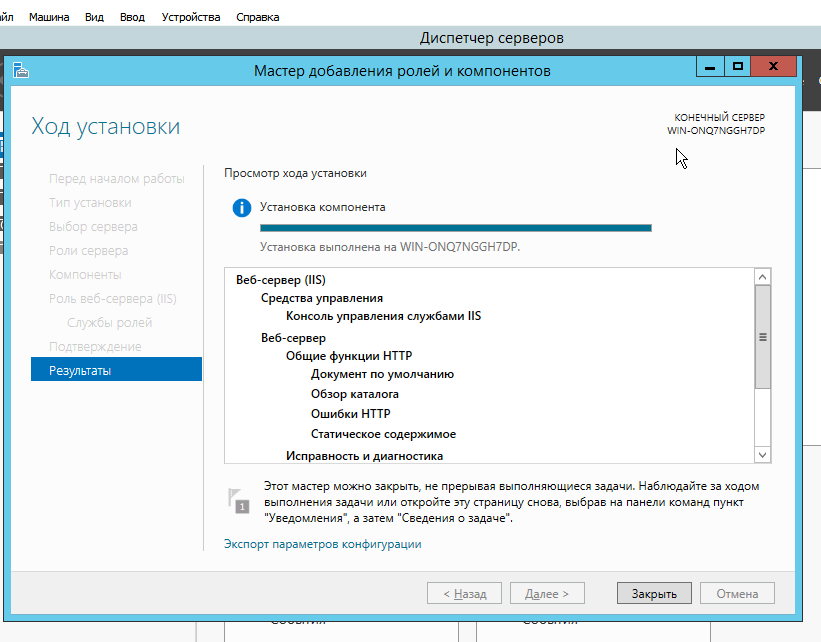 йл Машина Вид Ввод Устройства Справка
Диспетчер серверов
Мастер добавления ролей и компонентов
Ход установки
КОНЕЧНЫЙ СЕРВЕР
WIN-ONQ7NGGH7DP
Перед началом работы
Тип установки
Выбор сервера
Роли сервера
Компоненты
Роль веб-сервера (IIS)
Службы ролей
Подтверждение
Результаты
Просмотр хода установки
Установка компонента
Установка выполнена на WIN-ONQ7NGGH7DP.
Веб-сервер (IIS)
Средства управления
Консоль управления службами IIS
Веб-сервер
Общие функции HTTP
Документ по умолчанию
Обзор каталога
Ошибки HTTP
Статическое содержимое
Исправность и диагностика
1
Этот мастер можно закрыть, не прерывая выполняющиеся задачи. Наблюдайте за ходом
выполнения задачи или откройте эту страницу снова, выбрав на панели команд пункт
"Уведомления", а затем "Сведения о задаче".
Экспорт параметров конфигурации
< Назад Далее > Закрыть Отмена
События События